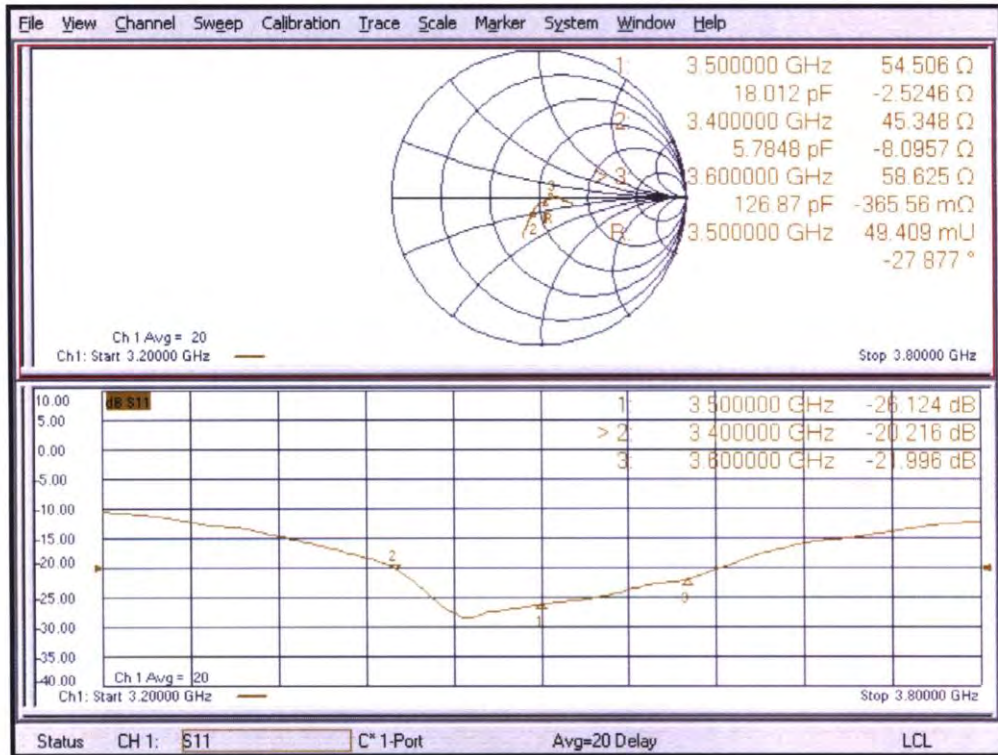 File View Channel Sweep Calibration Trace Scale Marker System Window Help
1: 3.500000 GHz 54.506 Ω
18.012 pF -2.5246 Ω
2: 3.400000 GHz 45.348 Ω
5.7848 pF -8.0957 Ω
> 3: 3.600000 GHz 58.625 Ω
126.87 pF -365.56 mΩ
R: 3.500000 GHz 49.409 mU
-27.877 °
3
R
2
Ch 1 Avg = 20
Ch1: Start 3.20000 GHz
Stop 3.80000 GHz
10.00
dB S11
5.00
0.00
-5.00
-10.00
-15.00
-20.00
-25.00
-30.00
-35.00
-40.00
1: 3.500000 GHz -26.124 dB
> 2: 3.400000 GHz -20.216 dB
3: 3.600000 GHz -21.996 dB
2
1
3
Ch 1 Avg = 20
Ch1: Start 3.20000 GHz
Stop 3.80000 GHz
Status CH 1: S11 C* 1-Port Avg=20 Delay LCL